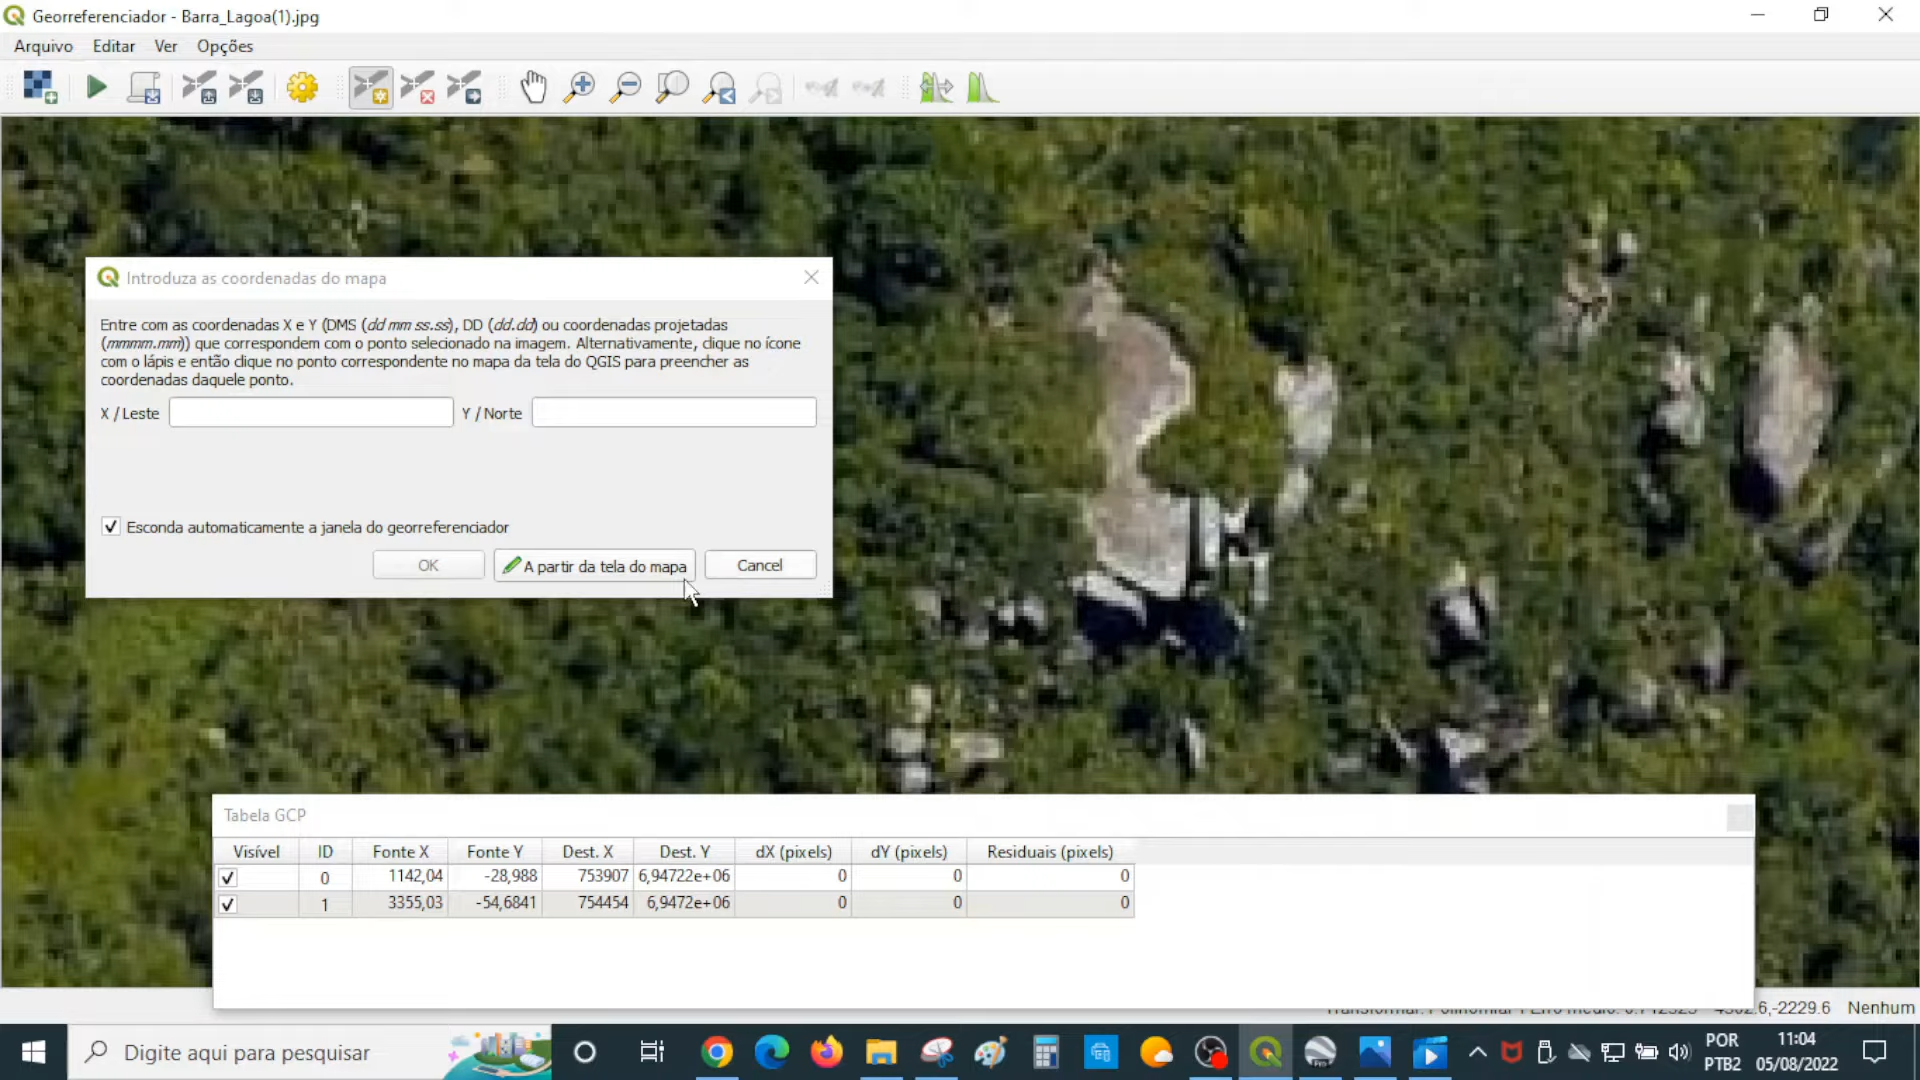 Georreferenciador - Barra_Lagoa(1).jpg
Arquivo Editar Ver Opções
Introduza as coordenadas do mapa
Entre com as coordenadas X e Y (DMS (dd mm ss.ss), DD (dd.dd) ou coordenadas projetadas
(mmmm.mm)) que correspondem com o ponto selecionado na imagem. Alternativamente, clique no ícone
com o lápis e então clique no ponto correspondente no mapa da tela do QGIS para preencher as
coordenadas daquele ponto.
X / Leste Y / Norte
Esconda automaticamente a janela do georreferenciador
OK A partir da tela do mapa Cancel
Tabela GCP
Visível ID Fonte X Fonte Y Dest. X Dest. Y dX (pixels) dY (pixels) Residuais (pixels)
0 1142,04 -28,988 753907 6,94722e+06 0 0 0
1 3355,03 -54,6841 754454 6,9472e+06 0 0 0
-2229.6 Nenhum
Digite aqui para pesquisar
POR 11:04
PTB2 05/08/2022